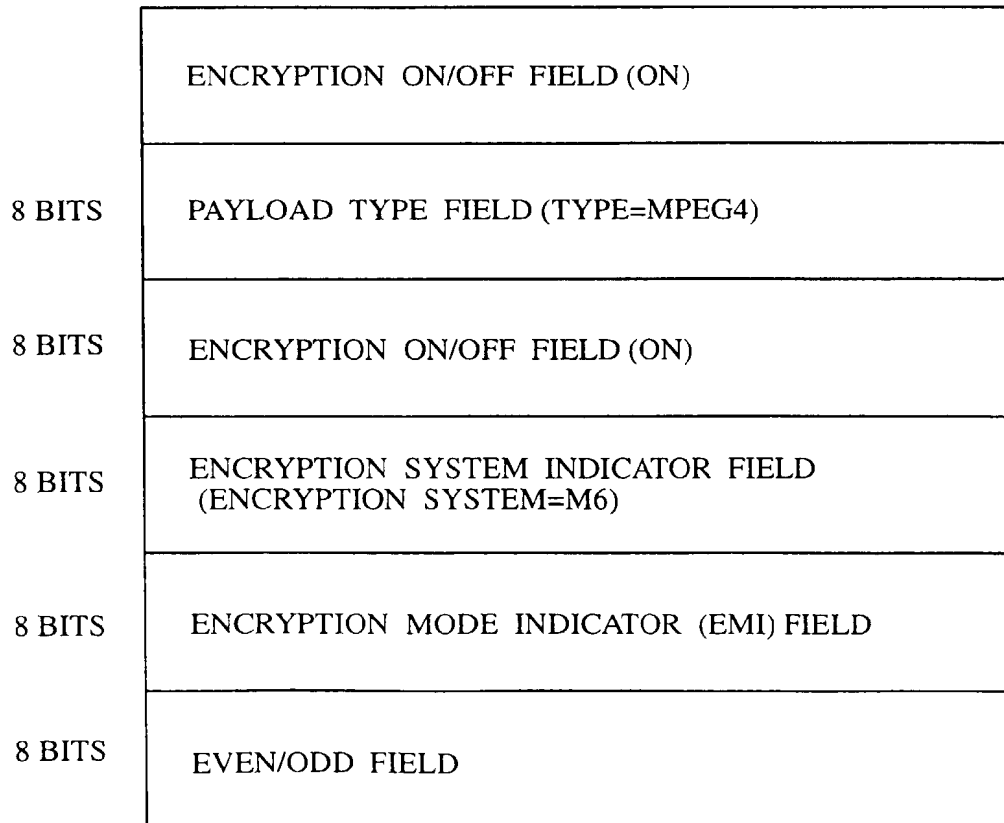 ENCRYPTION ON/OFF FIELD (ON)
8 BITS PAYLOAD TYPE FIELD (TYPE=MPEG4)
8 BITS ENCRYPTION ON/OFF FIELD (ON)
8 BITS ENCRYPTION SYSTEM INDICATOR FIELD
(ENCRYPTION SYSTEM=M6)
8 BITS ENCRYPTION MODE INDICATOR (EMI) FIELD
8 BITS EVEN/ODD FIELD